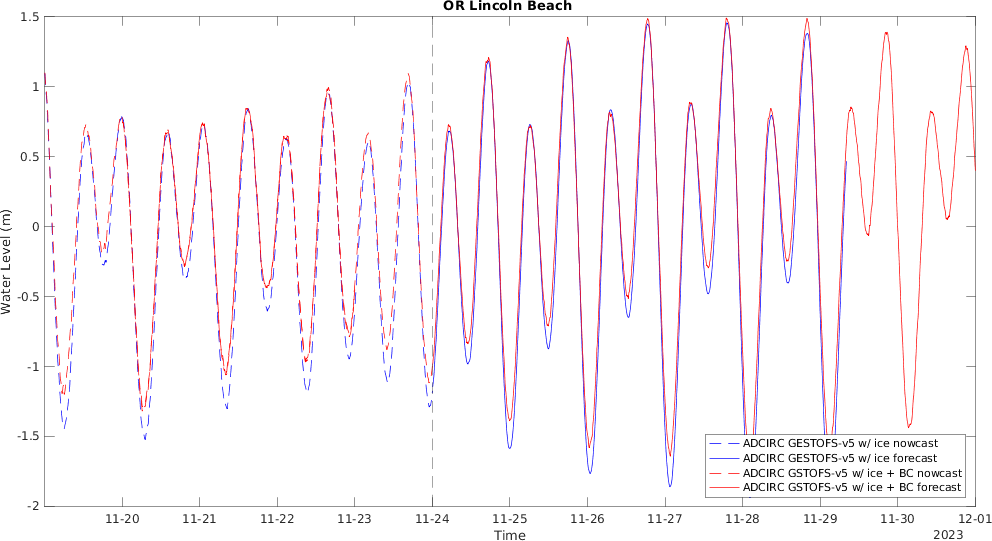 OR Lincoln Beach
1.5
1
0.5
0
-0.5
-1
-1.5
-2
Water Level (m)
ADCIRC GESTOFS-v5 w/ ice nowcast
ADCIRC GESTOFS-v5 w/ ice forecast
ADCIRC GSTOFS-v5 w/ ice + BC nowcast
ADCIRC GSTOFS-v5 w/ ice + BC forecast
11-20 11-21 11-22 11-23 11-24 11-25 11-26 11-27 11-28 11-29 11-30 12-01
Time
2023